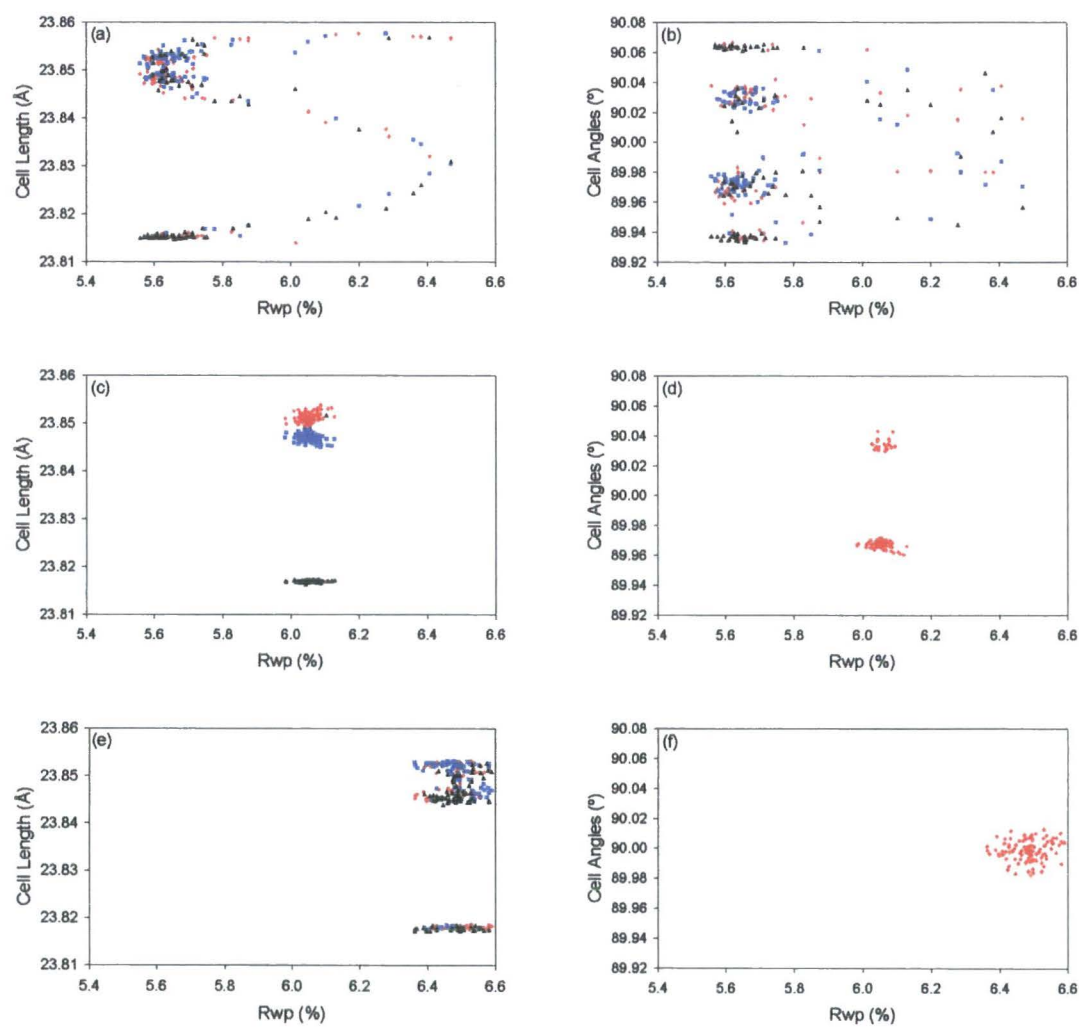 (a)
Cell Length (Å)
23.86
23.85
23.84
23.83
23.82
23.81
5.4 5.6 5.8 6.0 6.2 6.4 6.6
Rwp (%)
(b)
Cell Angles (º)
90.08
90.06
90.04
90.02
90.00
89.98
89.96
89.94
89.92
5.4 5.6 5.8 6.0 6.2 6.4 6.6
Rwp (%)
(c)
Cell Length (Å)
23.86
23.85
23.84
23.83
23.82
23.81
5.4 5.6 5.8 6.0 6.2 6.4 6.6
Rwp (%)
(d)
Cell Angles (º)
90.08
90.06
90.04
90.02
90.00
89.98
89.96
89.94
89.92
5.4 5.6 5.8 6.0 6.2 6.4 6.6
Rwp (%)
(e)
Cell Length (Å)
23.86
23.85
23.84
23.83
23.82
23.81
5.4 5.6 5.8 6.0 6.2 6.4 6.6
Rwp (%)
(f)
Cell Angles (º)
90.08
90.06
90.04
90.02
90.00
89.98
89.96
89.94
89.92
5.4 5.6 5.8 6.0 6.2 6.4 6.6
Rwp (%)